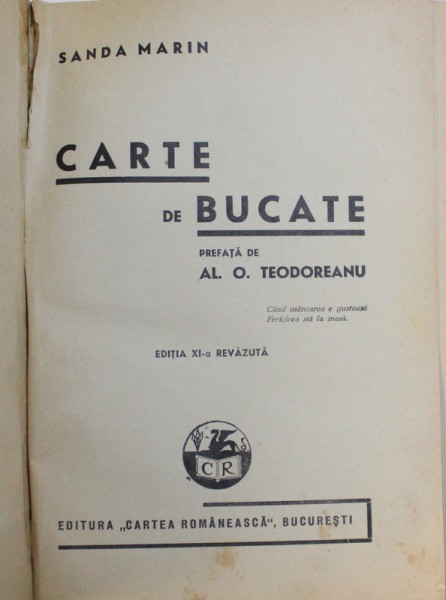 SANDA MARIN
CARTE
DE BUCATE
PREFAȚĂ DE
AL. O. TEODOREANU
Când mâncarea e gustoasă
Fericirea stă la masă.
EDIȚIA XI-a REVĂZUTĂ
C R
EDITURA „CARTEA ROMÂNEASCĂ“, BUCUREȘTI